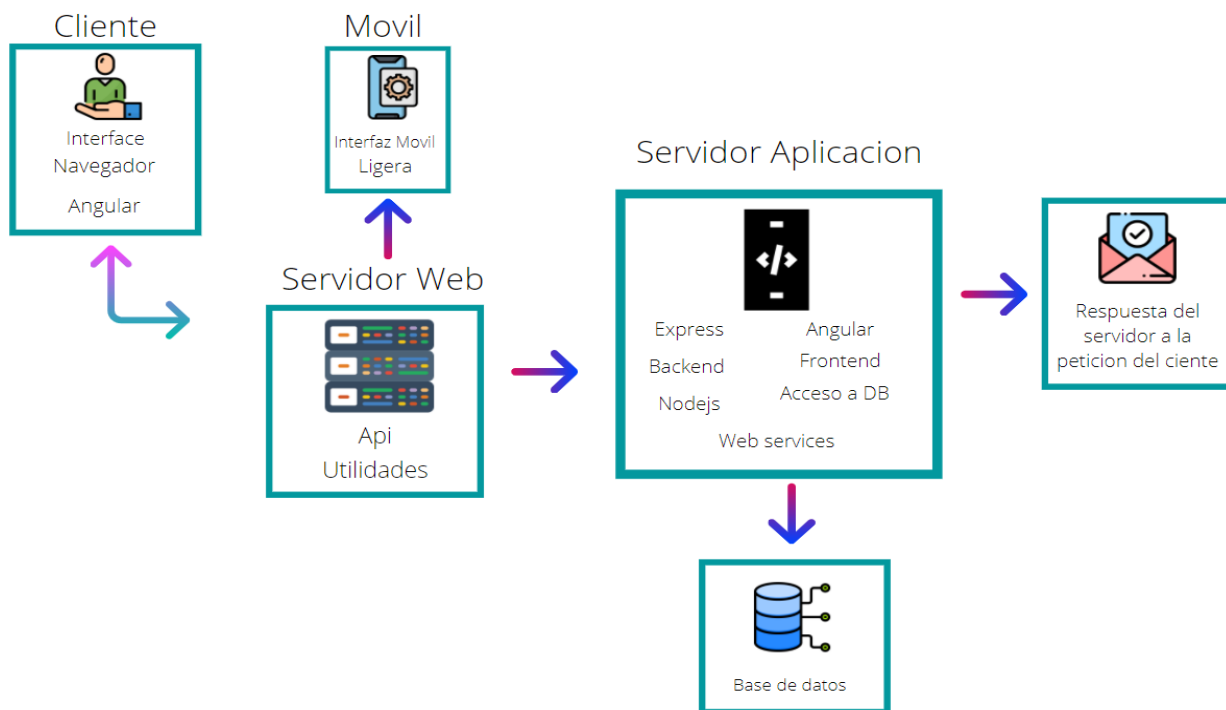 Cliente
Interface
Navegador
Angular
Movil
Interfaz Movil
Ligera
Servidor Web
Api
Utilidades
Servidor Aplicacion
Express
Backend
Nodejs
Angular
Frontend
Acceso a DB
Web services
Respuesta del
servidor a la
peticion del ciente
Base de datos